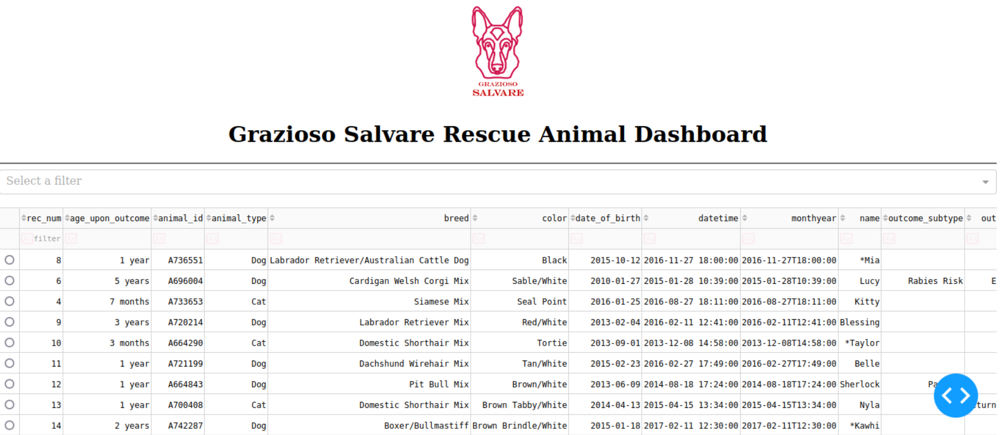 GRAZIOSO
SALVARE
Grazioso Salvare Rescue Animal Dashboard
Select a filter
rec_num age_upon_outcome animal_id animal_type breed color date_of_birth datetime monthyear name outcome_subtype out
Aa filter Aa Aa Aa Aa Aa Aa Aa Aa Aa Aa Aa
8 1 year A736551 Dog Labrador Retriever/Australian Cattle Dog Black 2015-10-12 2016-11-27 18:00:00 2016-11-27T18:00:00 *Mia
6 5 years A696004 Dog Cardigan Welsh Corgi Mix Sable/White 2010-01-27 2015-01-28 10:39:00 2015-01-28T10:39:00 Lucy Rabies Risk E
4 7 months A733653 Cat Siamese Mix Seal Point 2016-01-25 2016-08-27 18:11:00 2016-08-27T18:11:00 Kitty
9 3 years A720214 Dog Labrador Retriever Mix Red/White 2013-02-04 2016-02-11 12:41:00 2016-02-11T12:41:00 Blessing
10 3 months A664290 Cat Domestic Shorthair Mix Tortie 2013-09-01 2013-12-08 14:58:00 2013-12-08T14:58:00 *Taylor
11 1 year A721199 Dog Dachshund Wirehair Mix Tan/White 2015-02-23 2016-02-27 17:49:00 2016-02-27T17:49:00 Belle
12 1 year A664843 Dog Pit Bull Mix Brown/White 2013-06-09 2014-08-18 17:24:00 2014-08-18T17:24:00 Sherlock
13 1 year A700408 Cat Domestic Shorthair Mix Brown Tabby/White 2014-04-13 2015-04-15 13:34:00 2015-04-15T13:34:00 Nyla
14 2 years A742287 Dog Boxer/Bullmastiff Brown Brindle/White 2015-01-18 2017-02-11 12:30:00 2017-02-11T12:30:00 *Kawhi